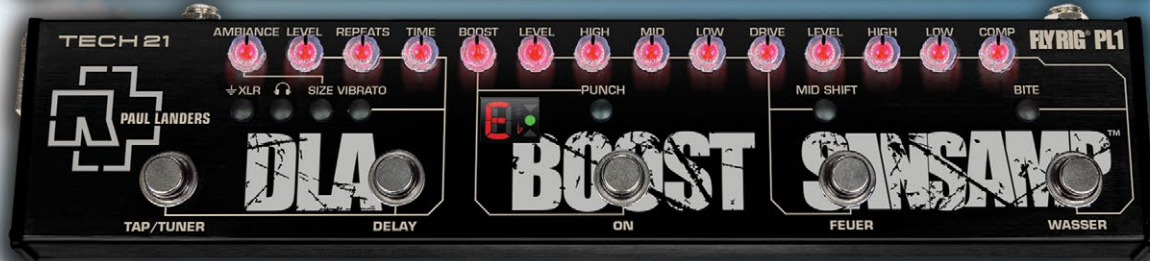 TECH 21
AMBIANCE LEVEL REPEATS TIME BOOST LEVEL HIGH MID LOW DRIVE LEVEL HIGH LOW COMP
FLY RIG® PL1
XLR SIZE VIBRATO PUNCH MID SHIFT BITE
PAUL LANDERS
E♭
DLA BOOST SANSAMP™
TAP/TUNER DELAY ON FEUER WASSER